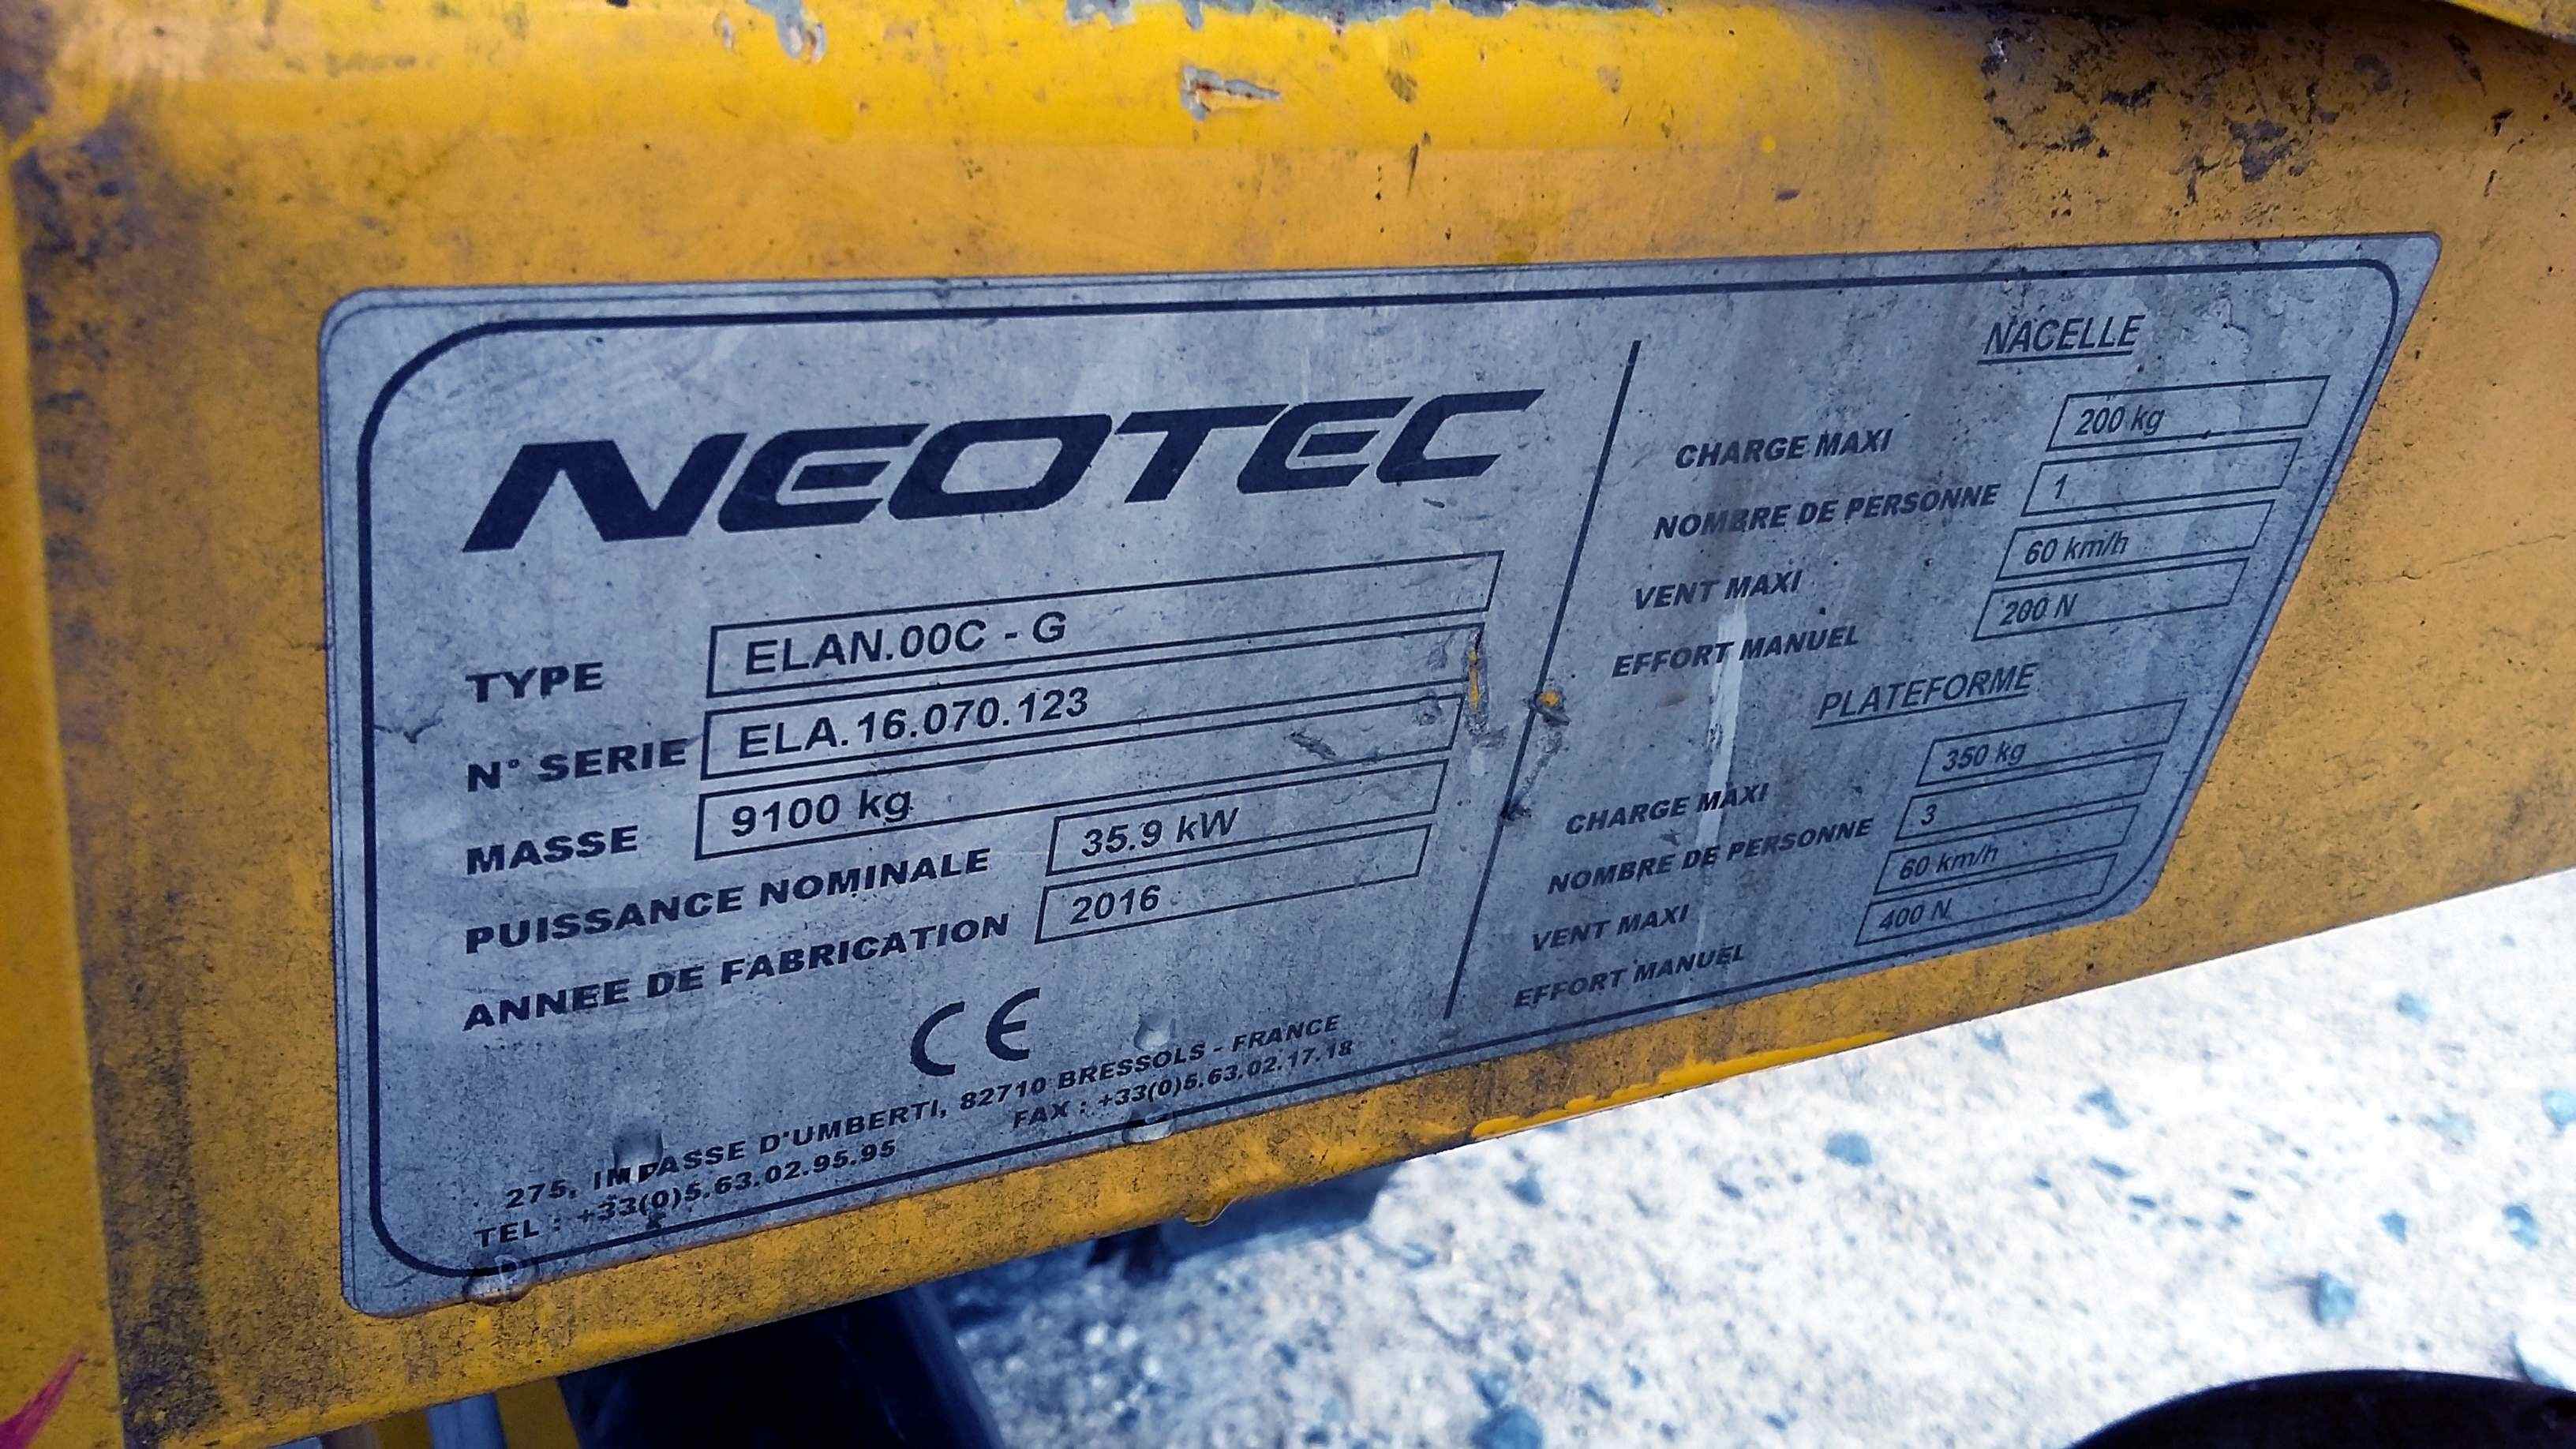 NEOTEC
TYPE ELAN.00C - G
N° SERIE ELA.16.070.123
MASSE 9100 kg
PUISSANCE NOMINALE 35.9 kW
ANNEE DE FABRICATION 2016
CE
275, IMPASSE D'UMBERTI, 82710 BRESSOLS - FRANCE
TEL : +33(0)5.63.02.95.95 FAX : +33(0)5.63.02.17.18
NACELLE
CHARGE MAXI 200 kg
NOMBRE DE PERSONNE 1
VENT MAXI 60 km/h
EFFORT MANUEL 200 N
PLATEFORME
CHARGE MAXI 350 kg
NOMBRE DE PERSONNE 3
VENT MAXI 60 km/h
EFFORT MANUEL 400 N